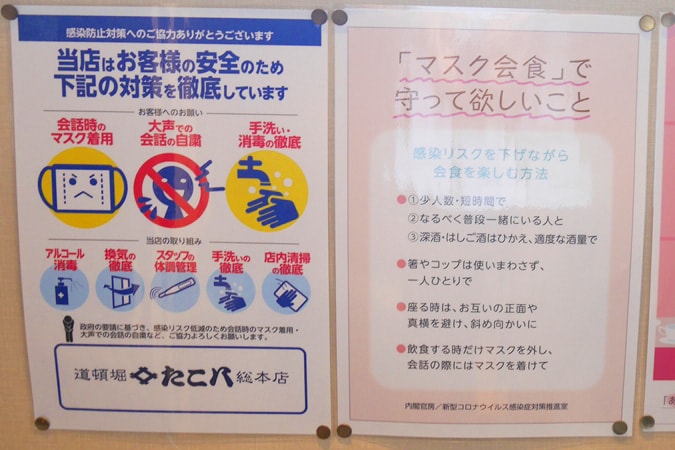 感染防止対策へのご協力ありがとうございます
当店はお客様の安全のため
下記の対策を徹底しています
お客様へのお願い
会話時の
マスク着用
大声での
会話の自粛
手洗い・
消毒の徹底
当店の取り組み
アルコール
消毒
換気の
徹底
スタッフの
体調管理
手洗いの
徹底
店内清掃
の徹底
政府の要請に基づき、感染リスク低減のため会話時のマスク着用・
大声での会話の自粛など、ご協力よろしくお願いします。
道頓堀 たこ八 総本店
「マスク会食」で
守って欲しいこと
感染リスクを下げながら
会食を楽しむ方法
●①少人数・短時間で
②なるべく普段一緒にいる人と
③深酒・はしご酒はひかえ、適度な酒量で
●箸やコップは使いまわさず、
一人ひとりで
●座る時は、お互いの正面や
真横を避け、斜め向かいに
●飲食する時だけマスクを外し、
会話の際にはマスクを着けて
内閣官房/新型コロナウイルス感染症対策推進室
「あ